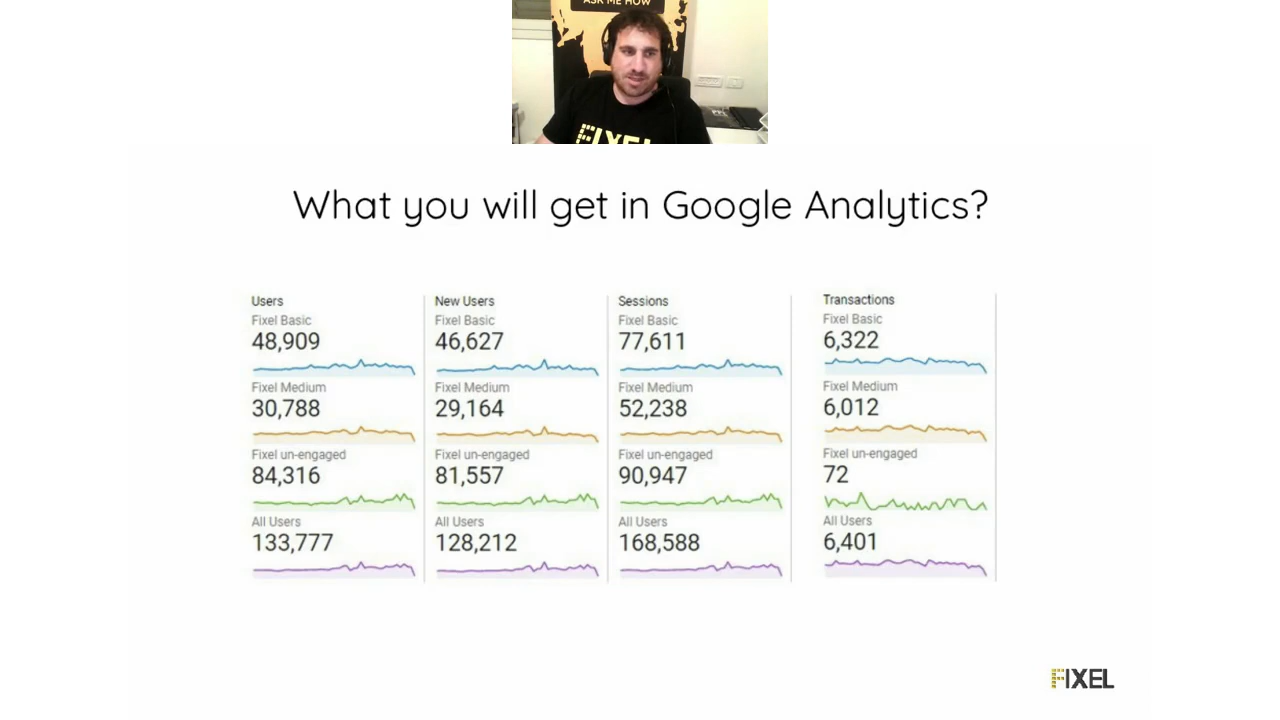 ASK ME HOW
FIXEL
What you will get in Google Analytics?
Users
Fixel Basic
48,909
Fixel Medium
30,788
Fixel un-engaged
84,316
All Users
133,777
New Users
Fixel Basic
46,627
Fixel Medium
29,164
Fixel un-engaged
81,557
All Users
128,212
Sessions
Fixel Basic
77,611
Fixel Medium
52,238
Fixel un-engaged
90,947
All Users
168,588
Transactions
Fixel Basic
6,322
Fixel Medium
6,012
Fixel un-engaged
72
All Users
6,401
FIXEL